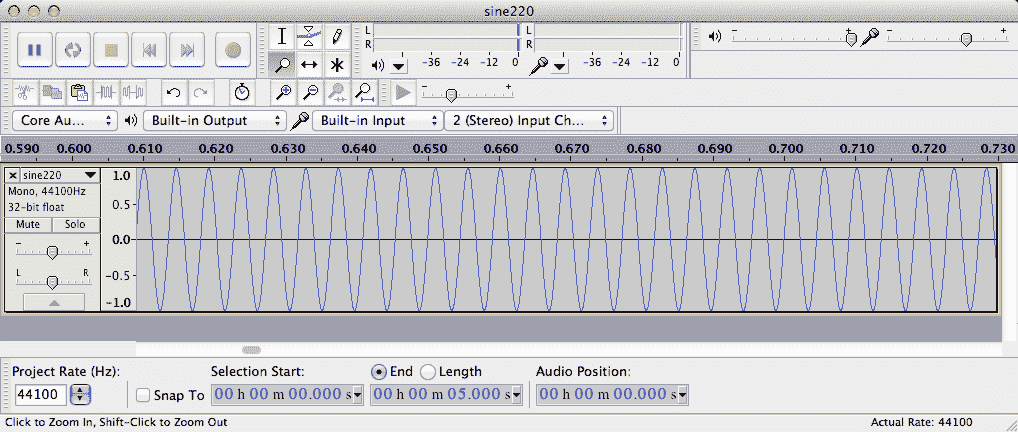 sine220
L
R
-36 -24 -12 0
L
R
-36 -24 -12 0
- +
- +
- +
Core Au... Built-in Output Built-in Input 2 (Stereo) Input Ch...
0.590 0.600 0.610 0.620 0.630 0.640 0.650 0.660 0.670 0.680 0.690 0.700 0.710 0.720 0.730
sine220
Mono, 44100Hz
32-bit float
Mute Solo
- +
L R
1.0
0.5-
0.0-
-0.5-
-1.0
Project Rate (Hz): Selection Start: End Length Audio Position:
44100 Snap To 00 h 00 m 00.000 s 00 h 00 m 05.000 s 00 h 00 m 00.000 s
Click to Zoom In, Shift-Click to Zoom Out Actual Rate: 44100